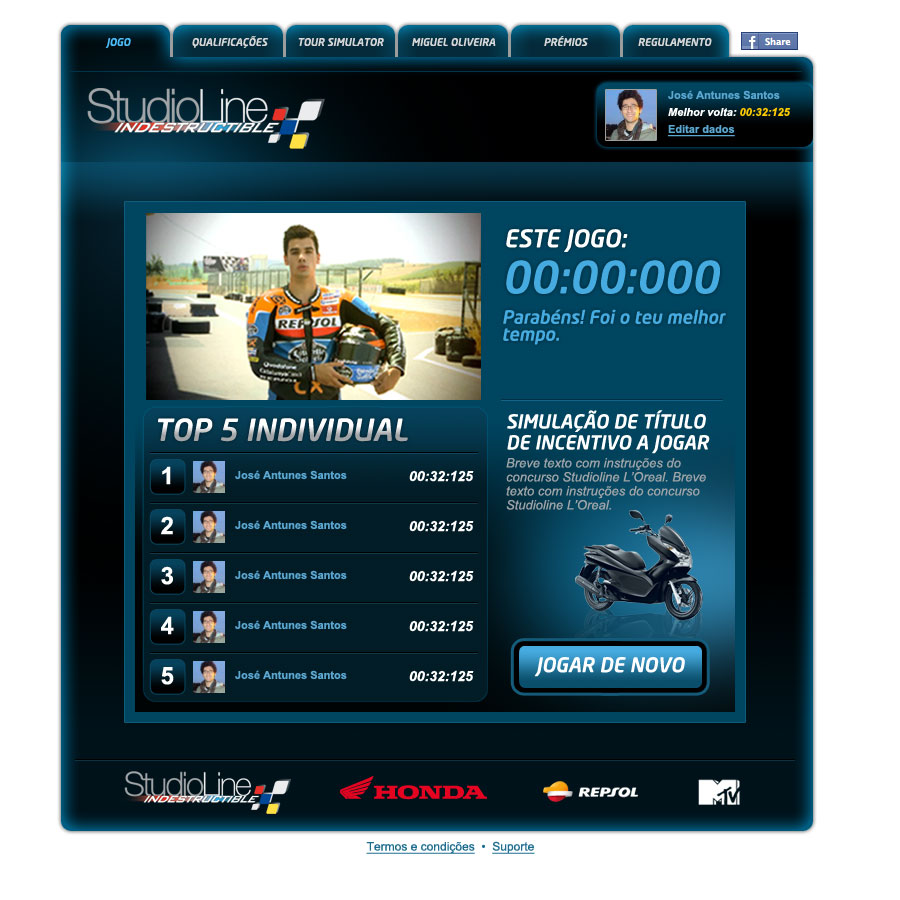 JOGO
QUALIFICAÇÕES
TOUR SIMULATOR
MIGUEL OLIVEIRA
PRÉMIOS
REGULAMENTO
f Share
StudioLine
INDESTRUCTIBLE
José Antunes Santos
Melhor volta: 00:32:125
Editar dados
REPSOL
ESTE JOGO:
00:00:000
Parabéns! Foi o teu melhor
tempo.
TOP 5 INDIVIDUAL
1 José Antunes Santos 00:32:125
2 José Antunes Santos 00:32:125
3 José Antunes Santos 00:32:125
4 José Antunes Santos 00:32:125
5 José Antunes Santos 00:32:125
SIMULAÇÃO DE TÍTULO
DE INCENTIVO A JOGAR
Breve texto com instruções do
concurso Studioline L'Oreal. Breve
texto com instruções do concurso
Studioline L'Oreal.
JOGAR DE NOVO
StudioLine
INDESTRUCTIBLE
HONDA
REPSOL
MTV
Termos e condições • Suporte